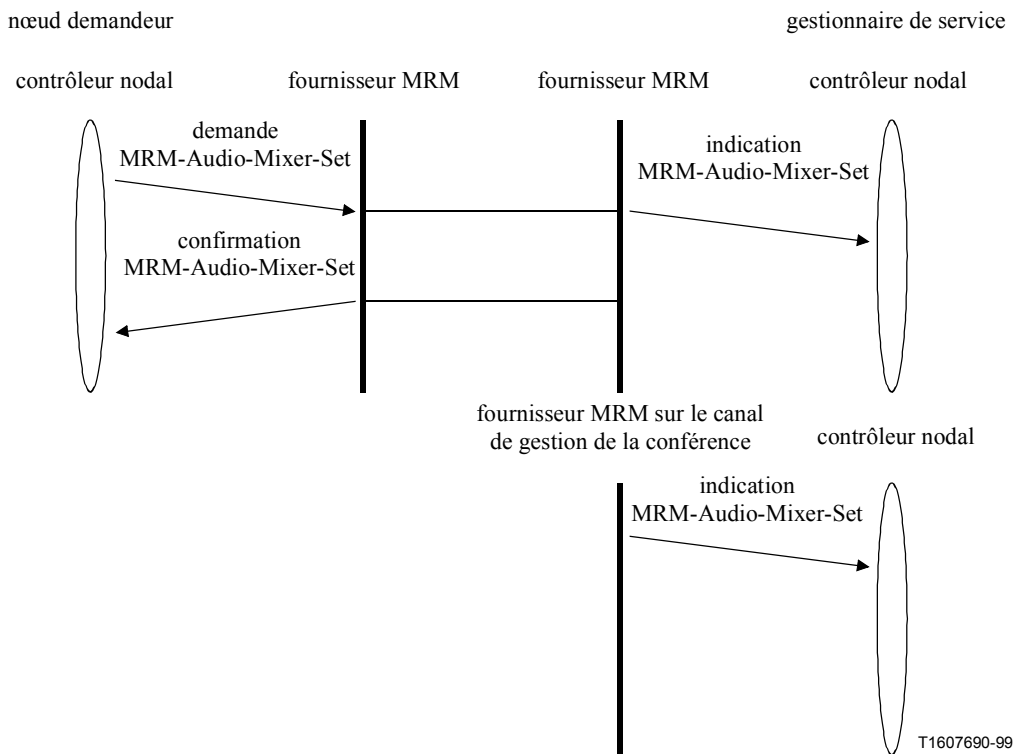 nœud demandeur
gestionnaire de service
contrôleur nodal
fournisseur MRM
fournisseur MRM
contrôleur nodal
demande
MRM-Audio-Mixer-Set
indication
MRM-Audio-Mixer-Set
confirmation
MRM-Audio-Mixer-Set
fournisseur MRM sur le canal
de gestion de la conférence
contrôleur nodal
indication
MRM-Audio-Mixer-Set
T1607690-99